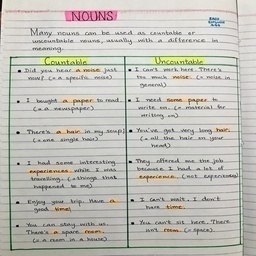 NOUNS
Many nouns can be used as countable or
uncountable nouns, usually with a difference in
meaning.
Countable
Did you hear a noise just
now? (= a specific noise)
I bought a paper to read.
(= a newspaper)
There's a hair in my soup!
(= one single hair)
I had some interesting
experiences while I was
travelling. (= things that
happened to me)
Enjoy your trip. Have a
good time!
You can stay with us.
There's a spare room.
(= a room in a house)
Uncountable
I can't work here. There's
too much noise. (= noise in
general)
I need some paper to
write on. (= material for
writing on)
You've got very long hair.
(= all the hair on your
head)
They offered me the job
because I had a lot of
experience. (not experiences)
I can't wait. I don't
have time.
You can't sit here. There
isn't room. (= space).